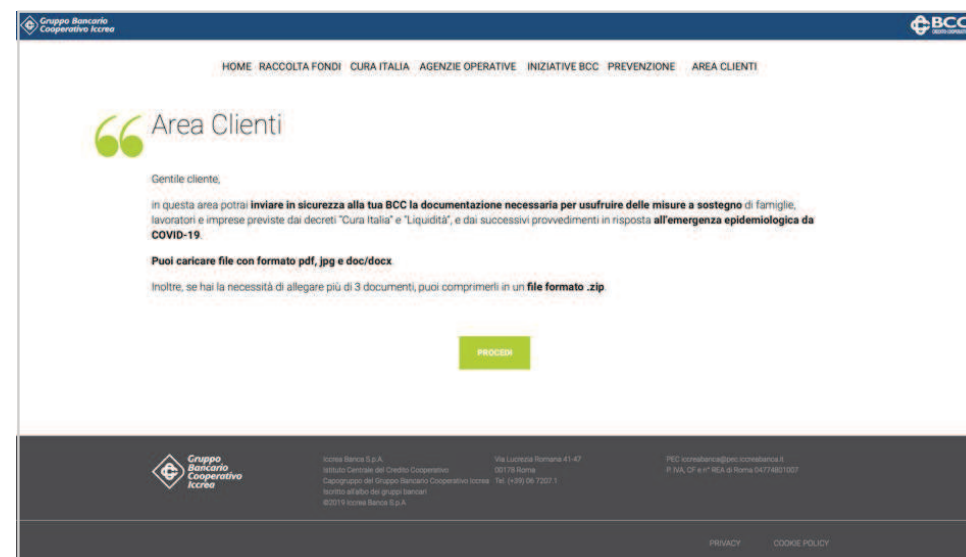 Gruppo Bancario
Cooperativo Iccrea
BCC
CREDITO COOPERATIVO
HOME RACCOLTA FONDI CURA ITALIA AGENZIE OPERATIVE INIZIATIVE BCC PREVENZIONE AREA CLIENTI
Area Clienti
Gentile cliente,
in questa area potrai inviare in sicurezza alla tua BCC la documentazione necessaria per usufruire delle misure a sostegno di famiglie,
lavoratori e imprese previste dai decreti "Cura Italia" e "Liquidità", e dai successivi provvedimenti in risposta all'emergenza epidemiologica da
COVID-19.
Puoi caricare file con formato pdf, jpg e doc/docx.
Inoltre, se hai la necessità di allegare più di 3 documenti, puoi comprimerli in un file formato .zip.
PROCEDI
Gruppo
Bancario
Cooperativo
Iccrea
Iccrea Banca S.p.A.
Istituto Centrale del Credito Cooperativo
Capogruppo del Gruppo Bancario Cooperativo Iccrea
Iscritto all'albo dei gruppi bancari
©2019 Iccrea Banca S.p.A
Via Lucrezia Romana 41-47
00178 Roma
Tel. (+39) 06 7207.1
PEC iccreabanca@pec.iccreabanca.it
P. IVA, CF e n° REA di Roma 04774801007
PRIVACY COOKIE POLICY